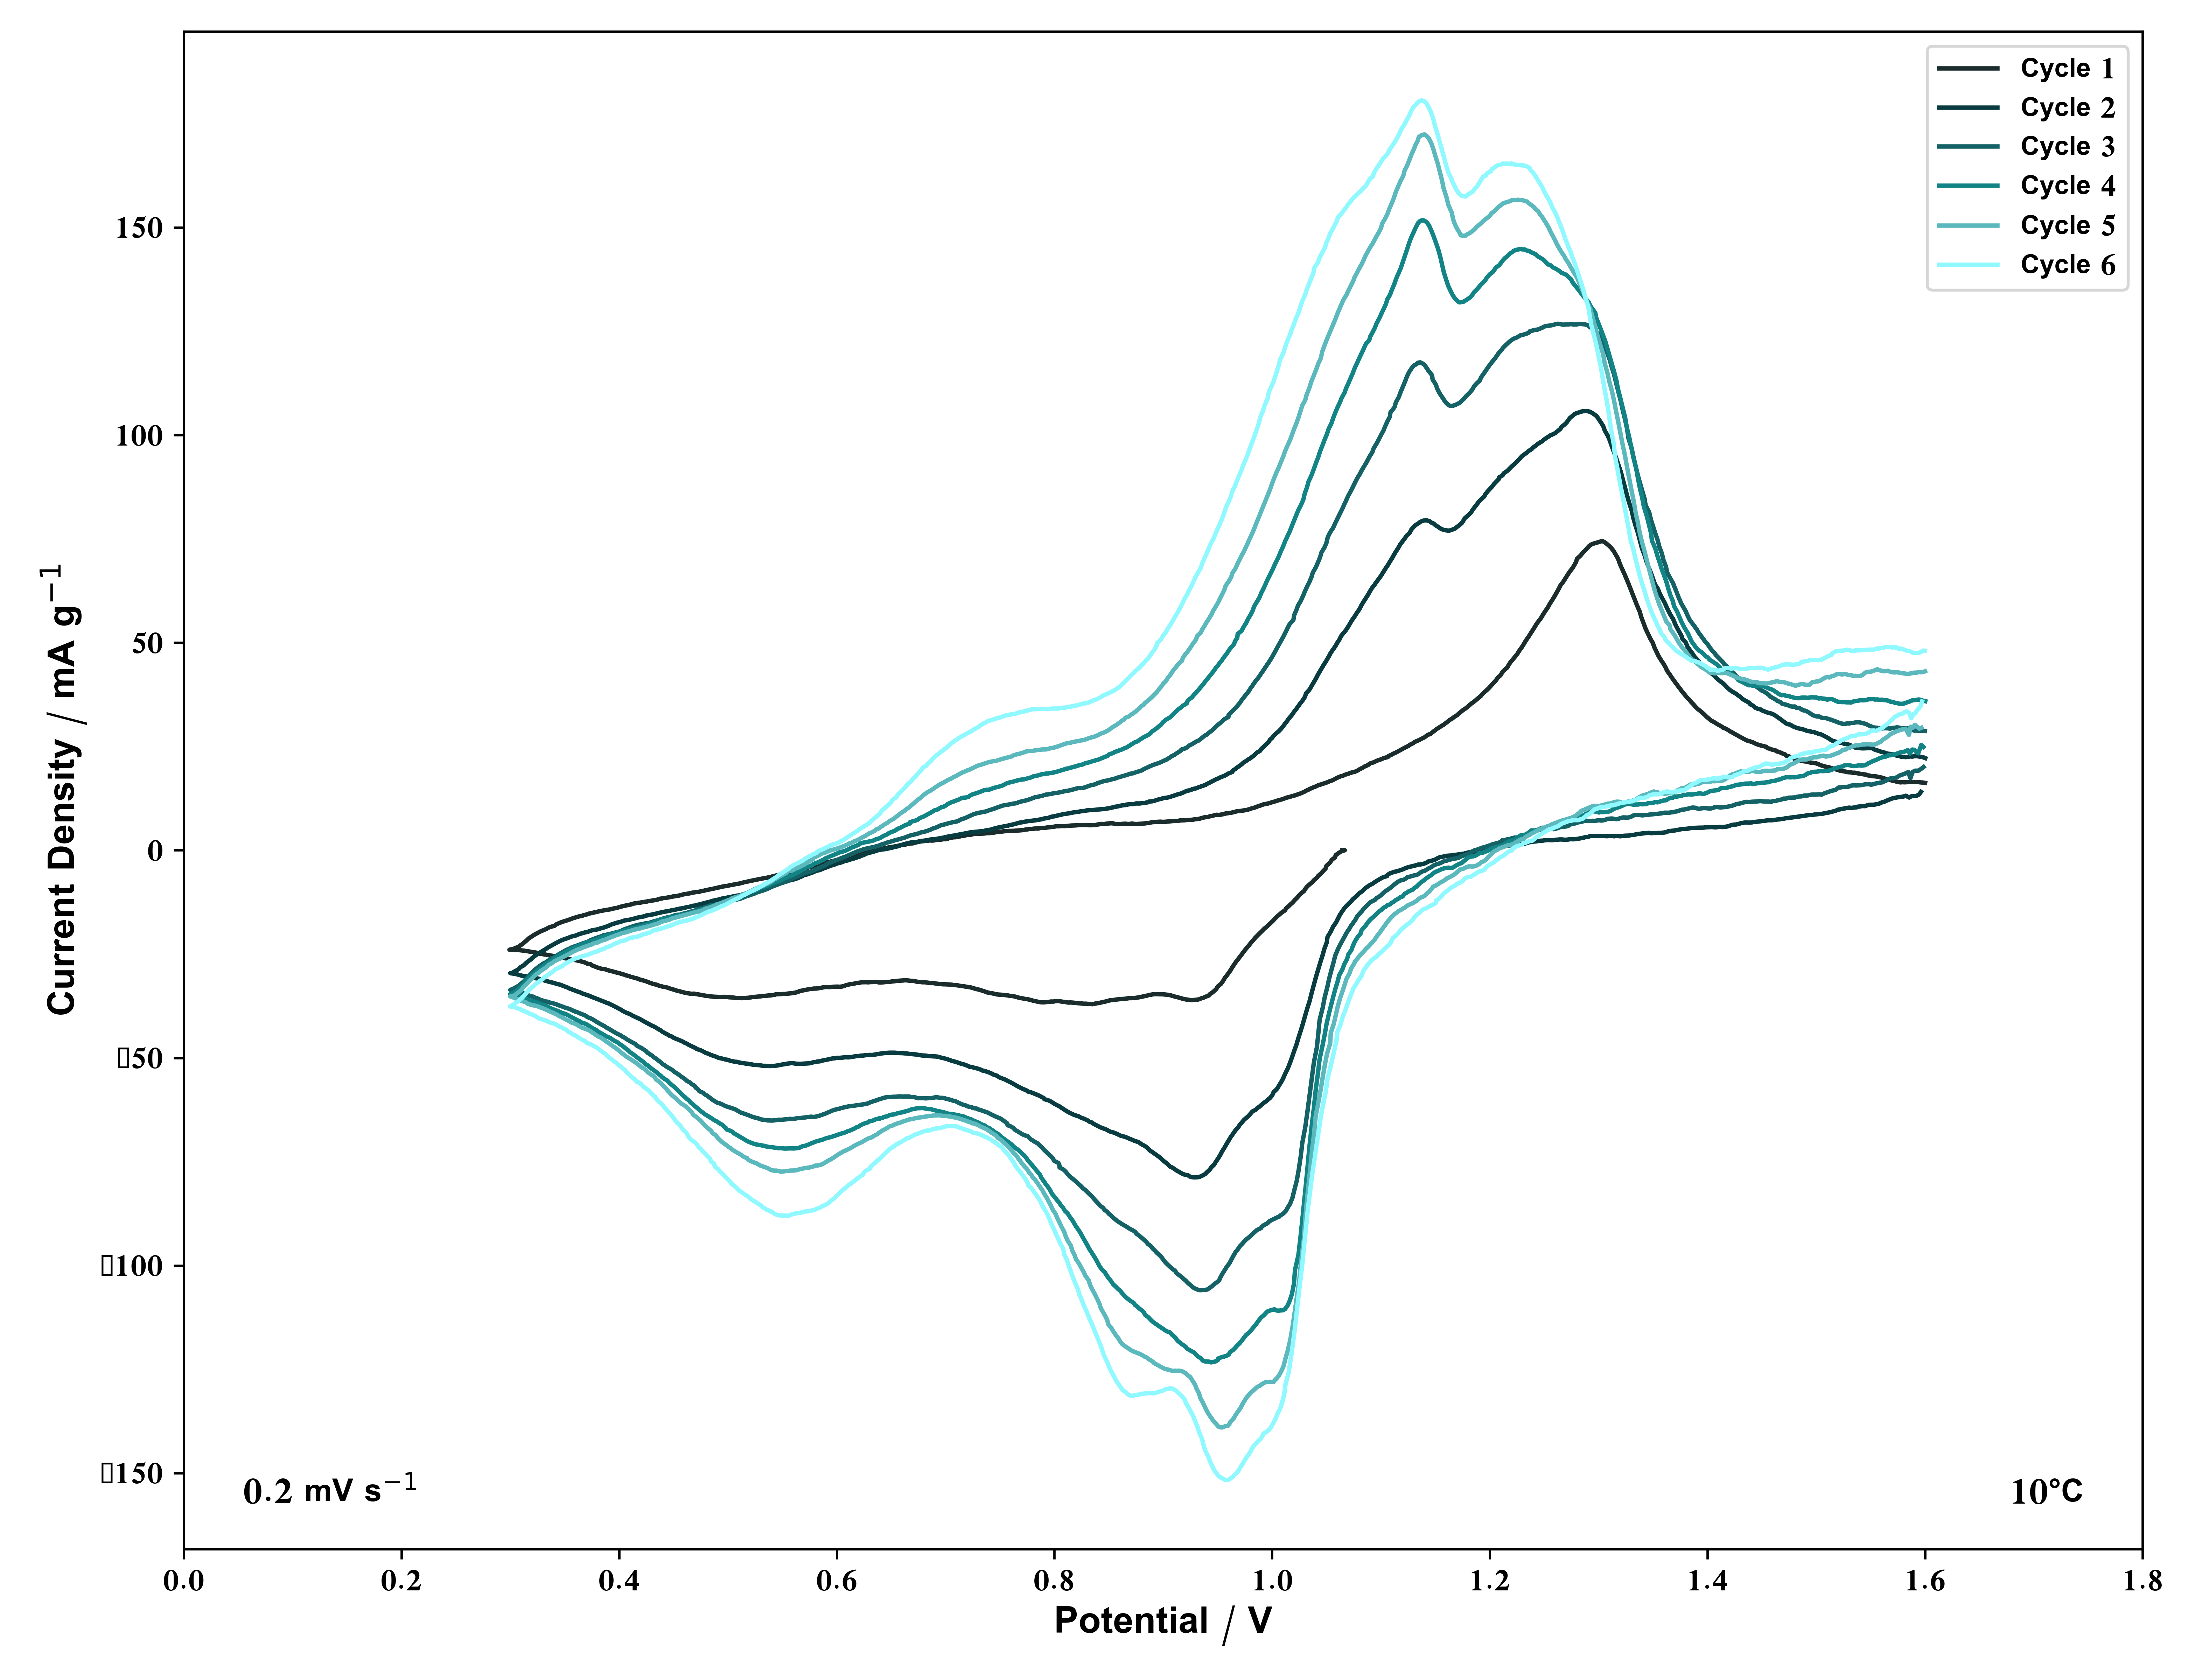 Cycle 1
Cycle 2
Cycle 3
Cycle 4
Cycle 5
Cycle 6
150
100
50
0
▯50
▯100
▯150
Current Density / mA g⁻¹
0.2 mV s⁻¹
10°C
0.0 0.2 0.4 0.6 0.8 1.0 1.2 1.4 1.6 1.8
Potential / V